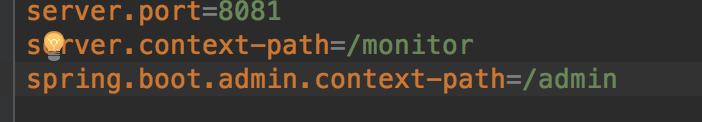 server.port=8081
server.context-path=/monitor
spring.boot.admin.context-path=/admin